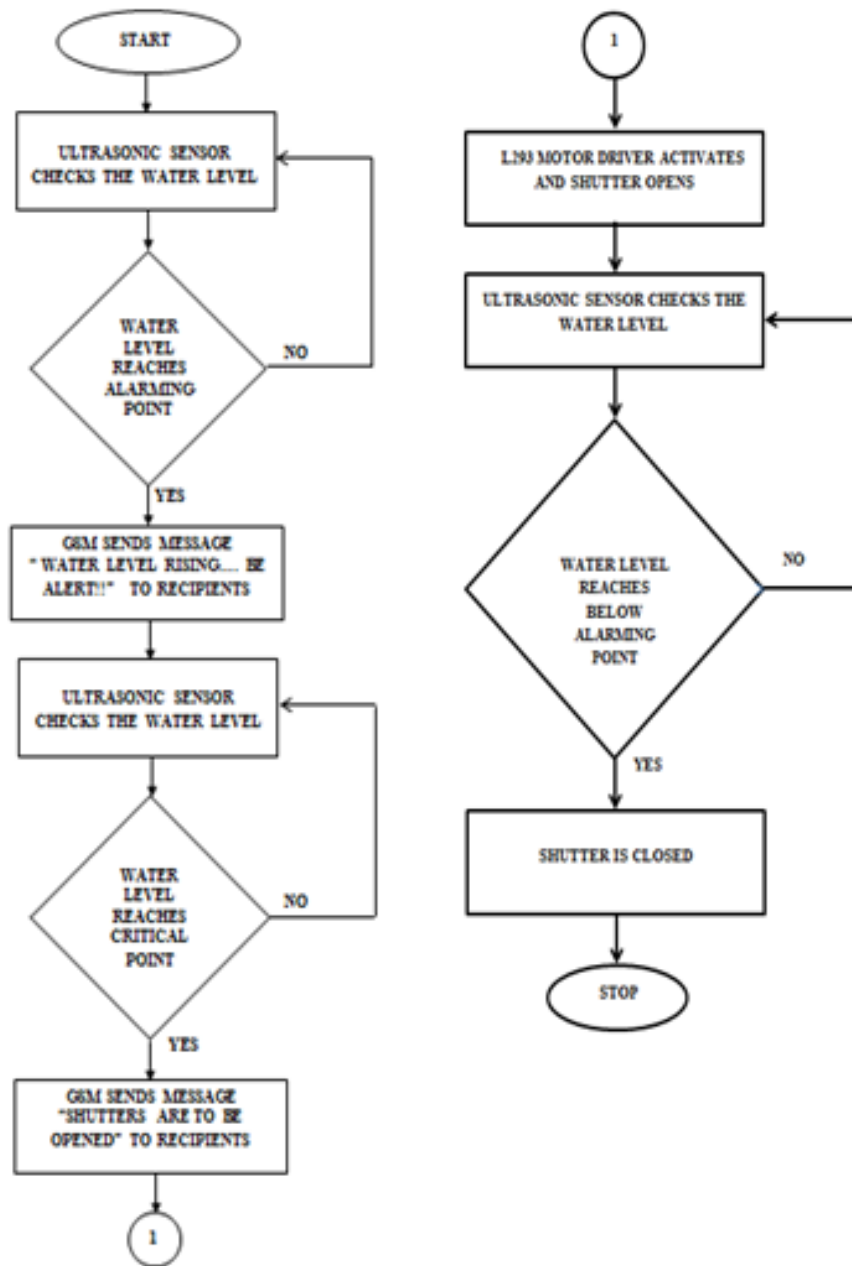 START
ULTRASONIC SENSOR
CHECKS THE WATER LEVEL
WATER
LEVEL
REACHES
ALARMING
POINT
NO
YES
GSM SENDS MESSAGE
" WATER LEVEL RISING.... BE
ALERT!!" TO RECIPIENTS
ULTRASONIC SENSOR
CHECKS THE WATER LEVEL
WATER
LEVEL
REACHES
CRITICAL
POINT
NO
YES
GSM SENDS MESSAGE
"SHUTTERS ARE TO BE
OPENED" TO RECIPIENTS
1
1
L293 MOTOR DRIVER ACTIVATES
AND SHUTTER OPENS
ULTRASONIC SENSOR CHECKS THE
WATER LEVEL
WATER LEVEL
REACHES
BELOW
ALARMING
POINT
NO
YES
SHUTTER IS CLOSED
STOP